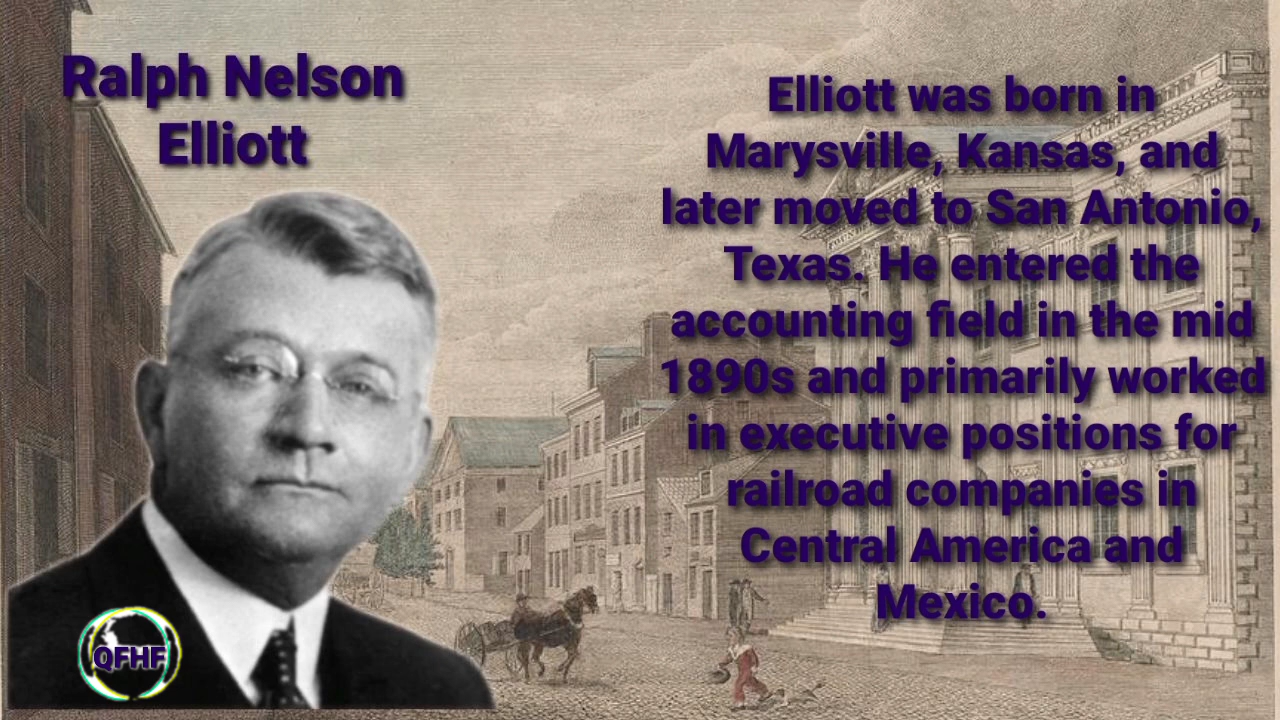 Ralph Nelson
Elliott
Elliott was born in
Marysville, Kansas, and
later moved to San Antonio,
Texas. He entered the
accounting field in the mid
1890s and primarily worked
in executive positions for
railroad companies in
Central America and
Mexico.
QFHF